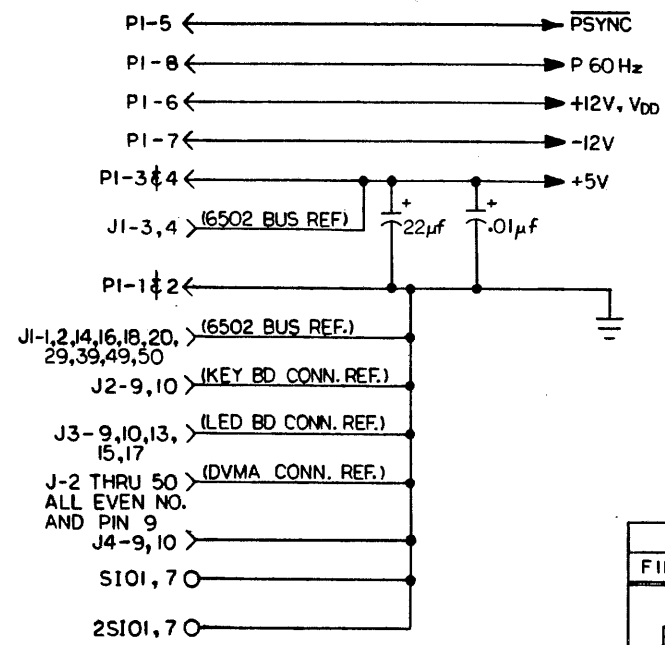 P1-5 PSYNC
P1-8 P 60Hz
P1-6 +12V, VDD
P1-7 -12V
P1-3&4 +5V
J1-3,4 (6502 BUS REF)
+ 22µf + .01µf
P1-1&2
J1-1,2,14,16,18,20, (6502 BUS REF.)
29,39,49,50
J2-9,10 (KEY BD CONN. REF.)
J3-9,10,13, (LED BD CONN. REF.)
15,17
J-2 THRU 50 (DVMA CONN. REF.)
ALL EVEN NO.
AND PIN 9
J4-9,10
SIO1,7
2SIO1,7